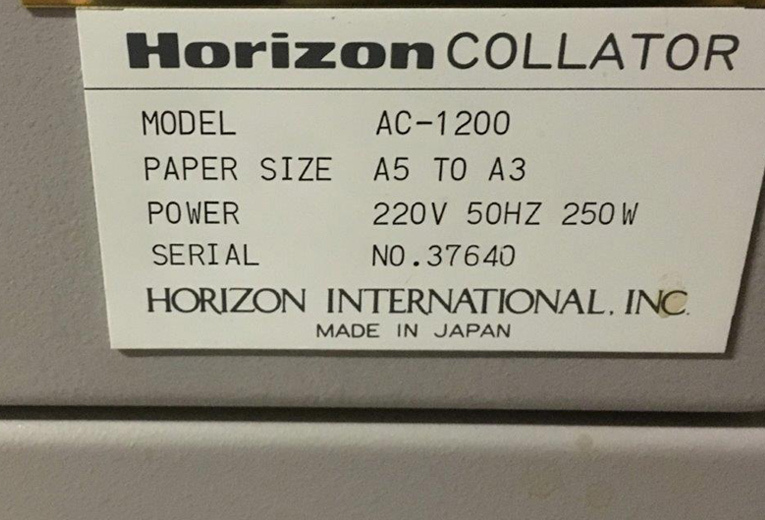 Horizon COLLATOR
MODEL AC-1200
PAPER SIZE A5 TO A3
POWER 220V 50HZ 250W
SERIAL NO.37640
HORIZON INTERNATIONAL, INC.
MADE IN JAPAN